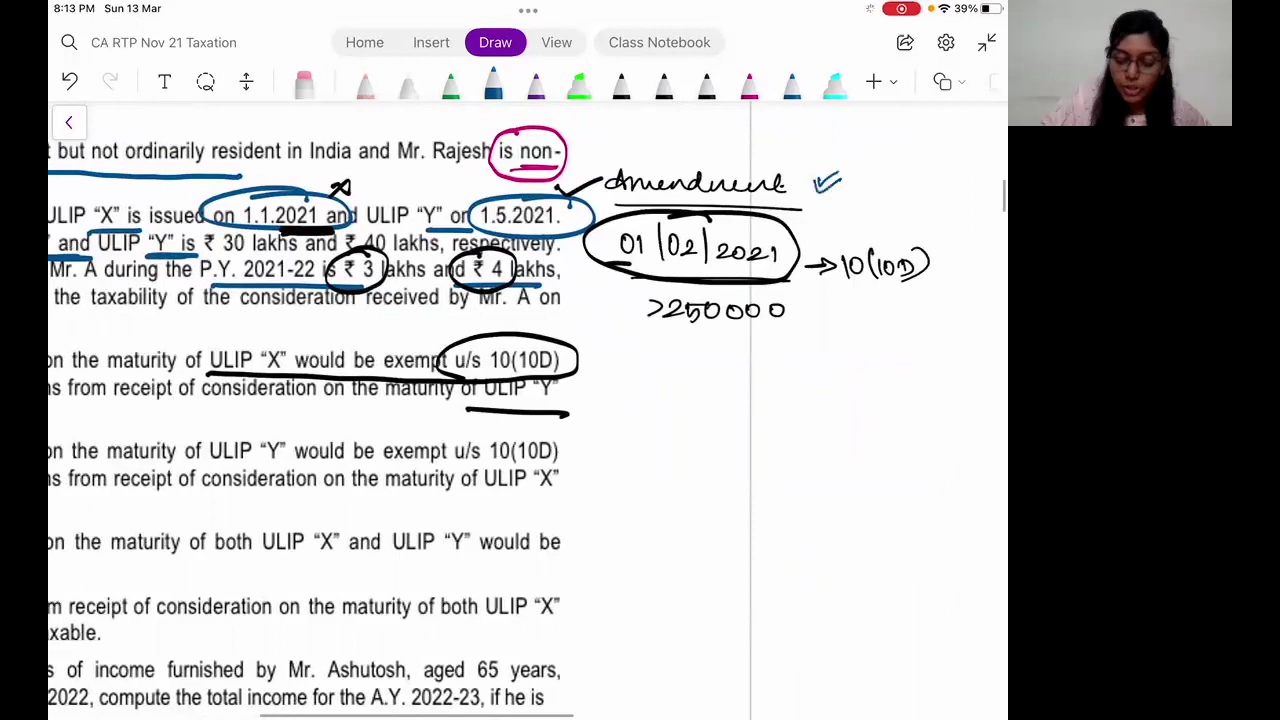 8:13 PM Sun 13 Mar
39%
CA RTP Nov 21 Taxation
Home Insert Draw View Class Notebook
but not ordinarily resident in India and Mr. Rajesh is non-
Amendment
ULIP “X” is issued on 1.1.2021 and ULIP “Y” or 1.5.2021.
01/02/2021
and ULIP “Y” is ₹ 30 lakhs and ₹ 40 lakhs, respectively.
→10(10D)
Mr. A during the P.Y. 2021-22 is ₹ 3 lakhs and ₹ 4 lakhs,
the taxability of the consideration received by Mr. A on
>250000
on the maturity of ULIP “X” would be exempt u/s 10(10D)
from receipt of consideration on the maturity of ULIP “Y”
on the maturity of ULIP “Y” would be exempt u/s 10(10D)
from receipt of consideration on the maturity of ULIP “X”
on the maturity of both ULIP “X” and ULIP “Y” would be
receipt of consideration on the maturity of both ULIP “X”
xable.
of income furnished by Mr. Ashutosh, aged 65 years,
2022, compute the total income for the A.Y. 2022-23, if he is